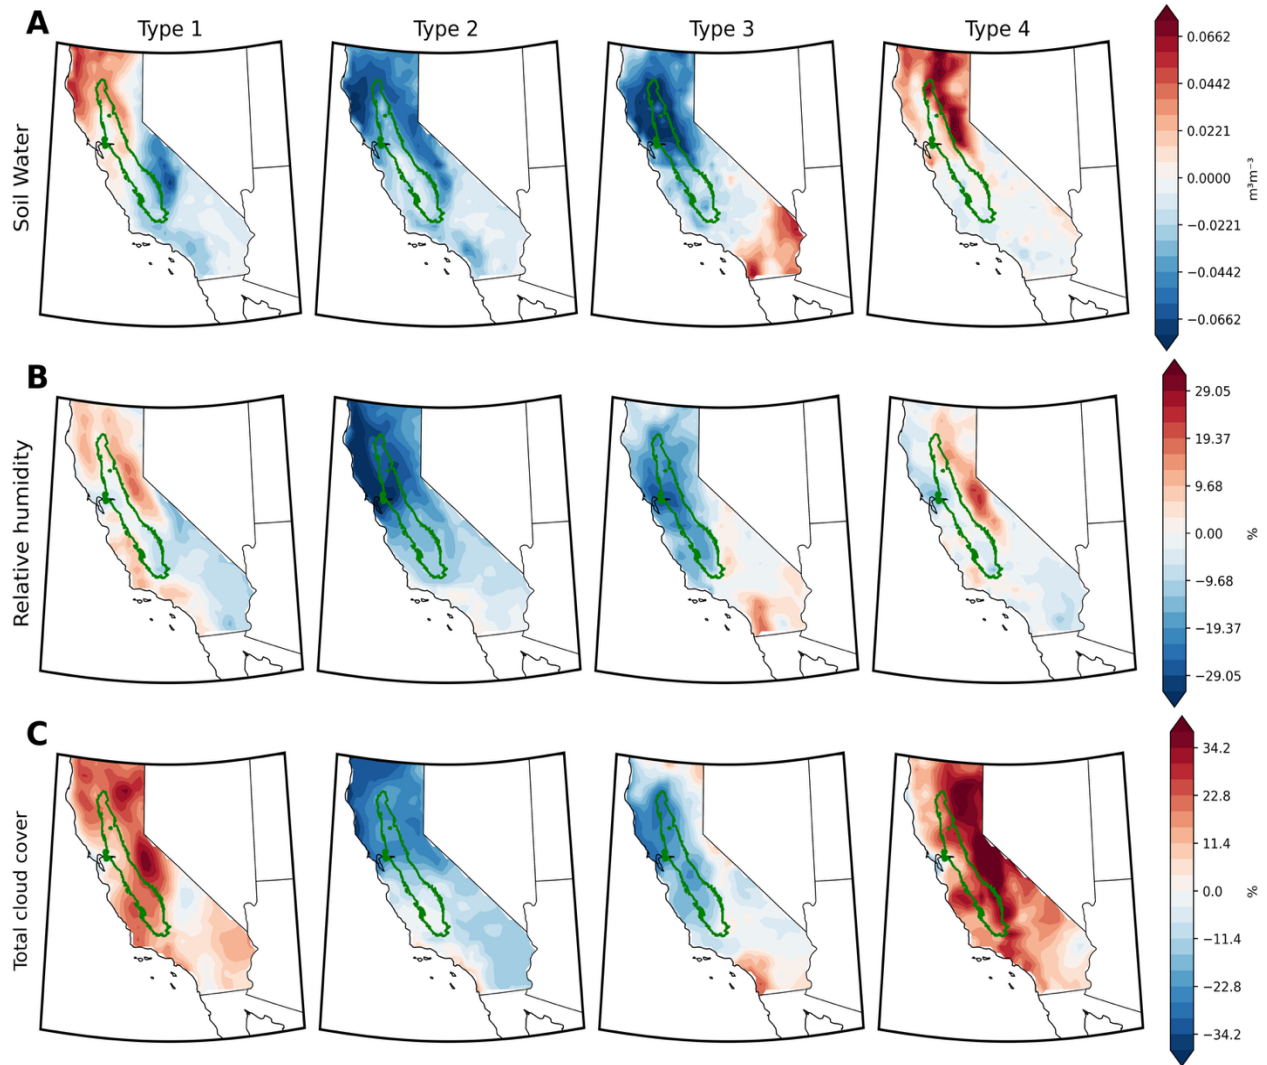 A
Type 1 Type 2 Type 3 Type 4
Soil Water
0.0662
0.0442
0.0221
0.0000
−0.0221
−0.0442
−0.0662
m³m⁻³
B
Relative humidity
29.05
19.37
9.68
0.00
−9.68
−19.37
−29.05
%
C
Total cloud cover
34.2
22.8
11.4
0.0
−11.4
−22.8
−34.2
%